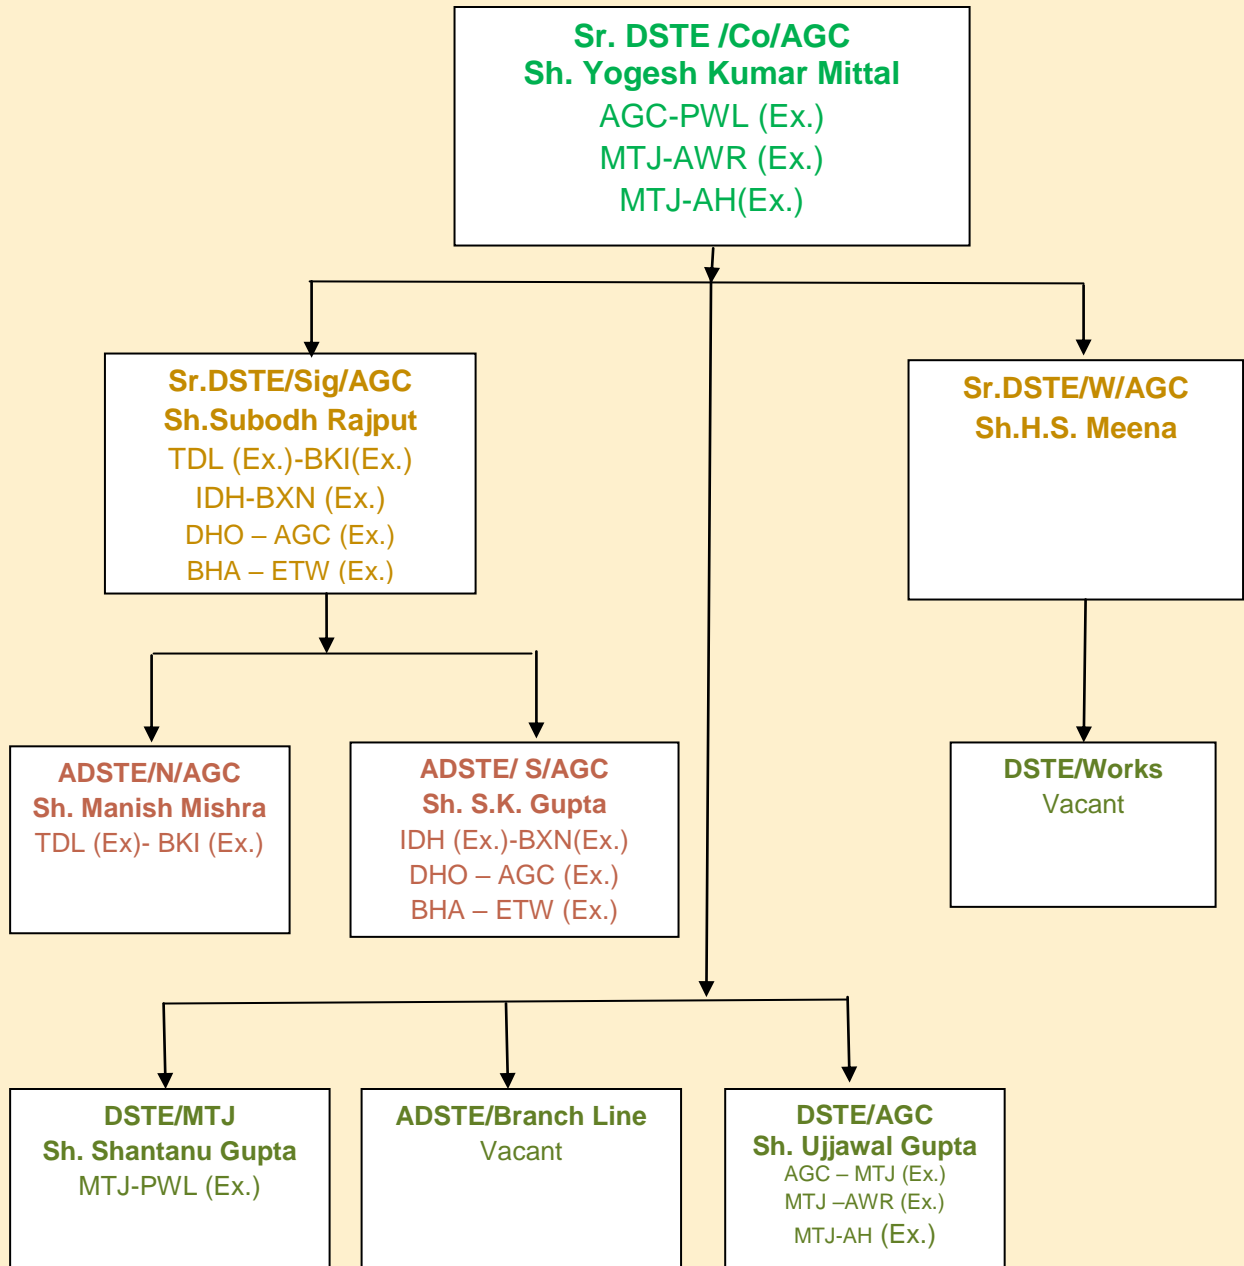 Sr. DSTE /Co/AGC
Sh. Yogesh Kumar Mittal
AGC-PWL (Ex.)
MTJ-AWR (Ex.)
MTJ-AH(Ex.)
Sr.DSTE/Sig/AGC
Sh.Subodh Rajput
TDL (Ex.)-BKI(Ex.)
IDH-BXN (Ex.)
DHO – AGC (Ex.)
BHA – ETW (Ex.)
Sr.DSTE/W/AGC
Sh.H.S. Meena
ADSTE/N/AGC
Sh. Manish Mishra
TDL (Ex)- BKI (Ex.)
ADSTE/ S/AGC
Sh. S.K. Gupta
IDH (Ex.)-BXN(Ex.)
DHO – AGC (Ex.)
BHA – ETW (Ex.)
DSTE/Works
Vacant
DSTE/MTJ
Sh. Shantanu Gupta
MTJ-PWL (Ex.)
ADSTE/Branch Line
Vacant
DSTE/AGC
Sh. Ujjawal Gupta
AGC – MTJ (Ex.)
MTJ –AWR (Ex.)
MTJ-AH (Ex.)